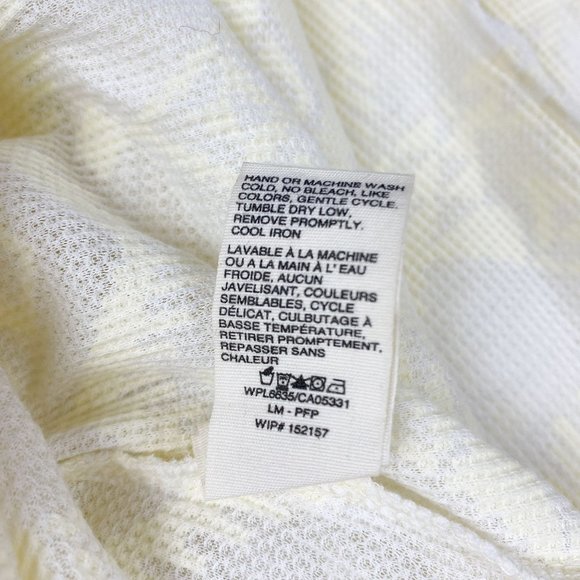 HAND OR MACHINE WASH
COLD, NO BLEACH, LIKE
COLORS, GENTLE CYCLE.
TUMBLE DRY LOW,
REMOVE PROMPTLY.
COOL IRON
LAVABLE À LA MACHINE
OU A LA MAIN À L' EAU
FROIDE, AUCUN
JAVELISANT, COULEURS
SEMBLABLES, CYCLE
DÉLICAT, CULBUTAGE À
BASSE TEMPÉRATURE,
RETIRER PROMPTEMENT.
REPASSER SANS
CHALEUR
WPL6635/CA05331
LM - PFP
WIP# 152157